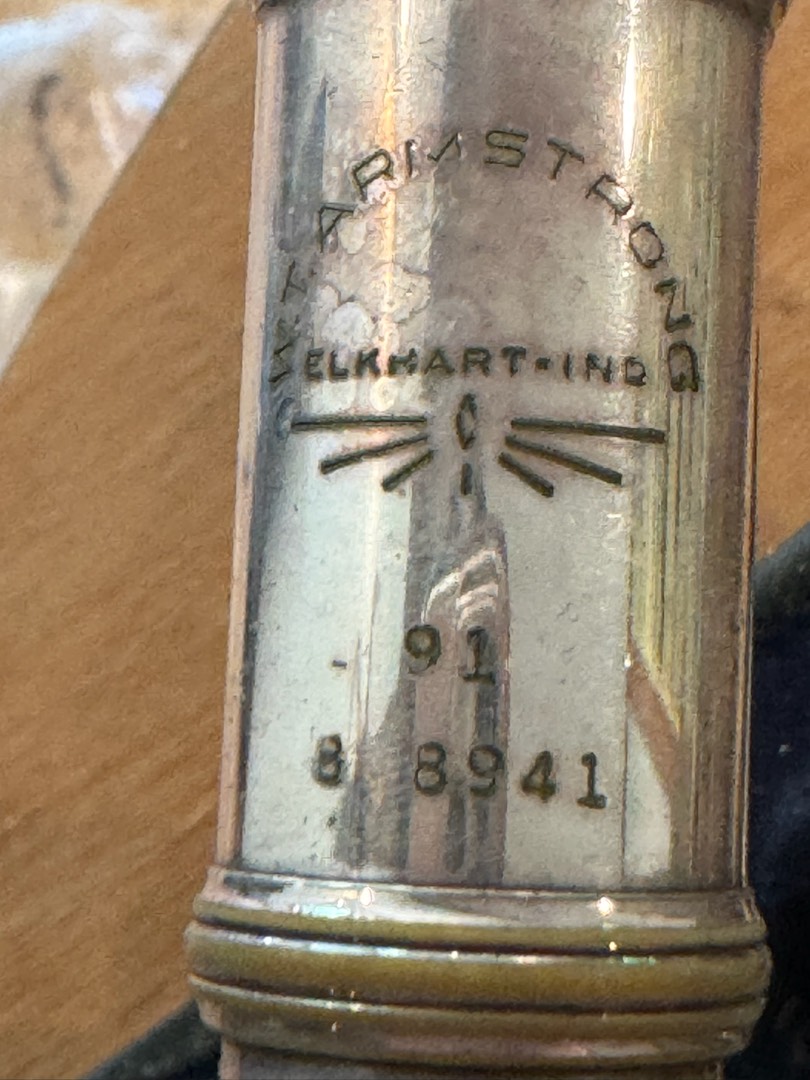 W.T. ARMSTRONG
ELKHART-IND
91
8 8941